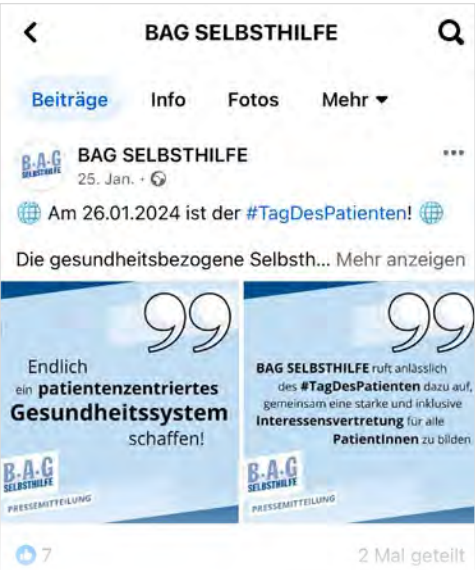 BAG SELBSTHILFE
Beiträge Info Fotos Mehr
B·A·G
SELBSTHILFE
BAG SELBSTHILFE
25. Jan. ·
Am 26.01.2024 ist der #TagDesPatienten!
Die gesundheitsbezogene Selbsth... Mehr anzeigen
Endlich
ein patientenzentriertes
Gesundheitssystem
schaffen!
B·A·G
SELBSTHILFE
PRESSEMITTEILUNG
BAG SELBSTHILFE ruft anlässlich
des #TagDesPatienten dazu auf,
gemeinsam eine starke und inklusive
Interessensvertretung für alle
PatientInnen zu bilden
B·A·G
SELBSTHILFE
PRESSEMITTEILUNG
7 2 Mal geteilt